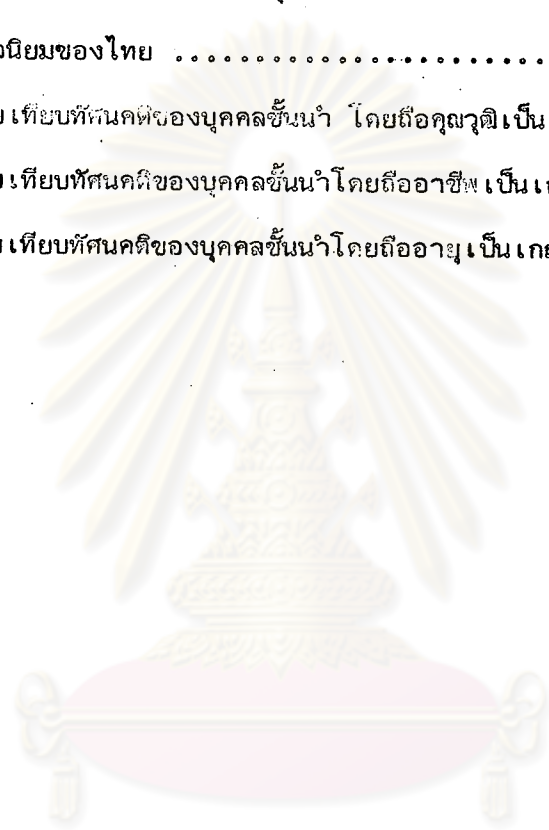 นิยมของไทย ..........................
เทียบทัศนคติของบุคคลชั้นนำ โดยถือคุณวุฒิเป็น
เทียบทัศนคติของบุคคลชั้นนำโดยถืออาชีพเป็น
เทียบทัศนคติของบุคคลชั้นนำโดยถืออายุเป็นเกณ